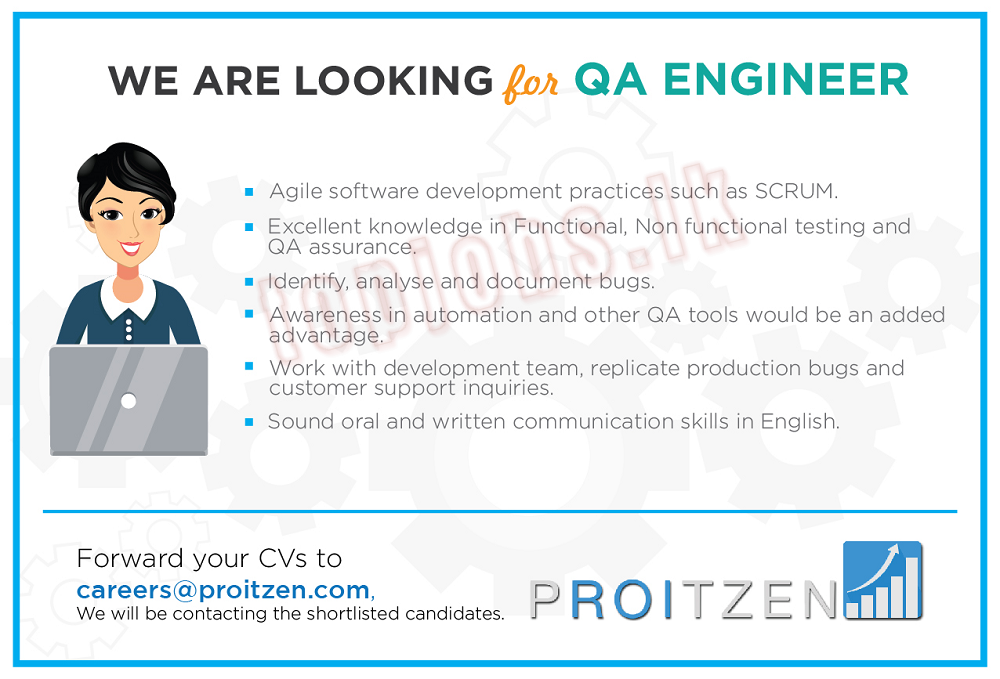 WE ARE LOOKING for QA ENGINEER
Agile software development practices such as SCRUM.
Excellent knowledge in Functional, Non functional testing and
QA assurance.
Identify, analyse and document bugs.
Awareness in automation and other QA tools would be an added
advantage.
Work with development team, replicate production bugs and
customer support inquiries.
Sound oral and written communication skills in English.
topjobs.lk
Forward your CVs to
careers@proitzen.com,
We will be contacting the shortlisted candidates.
PROITZEN